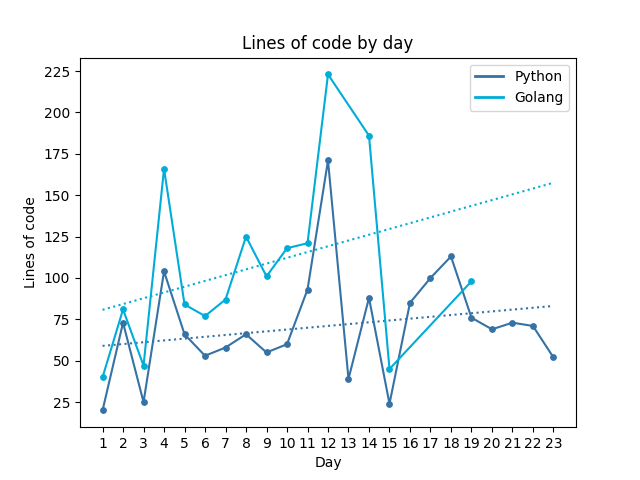 Lines of code by day
Python
Golang
Lines of code
225
200
175
150
125
100
75
50
25
1 2 3 4 5 6 7 8 9 10 11 12 13 14 15 16 17 18 19 20 21 22 23
Day